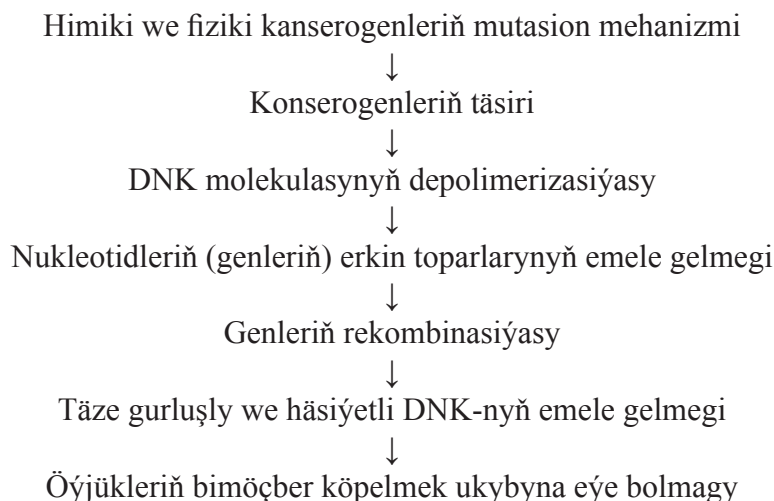 Himiki we fiziki kanserogenleriň mutasion mehanizmi
↓
Konserogenleriň täsiri
↓
DNK molekulasynyň depolimerizasiýasy
↓
Nukleotidleriň (genleriň) erkin toparlarynyň emele gelmegi
↓
Genleriň rekombinasiýasy
↓
Täze gurluşly we häsiýetli DNK-nyň emele gelmegi
↓
Öýjükleriň bimöçber köpelmek ukybyna eýe bolmagy